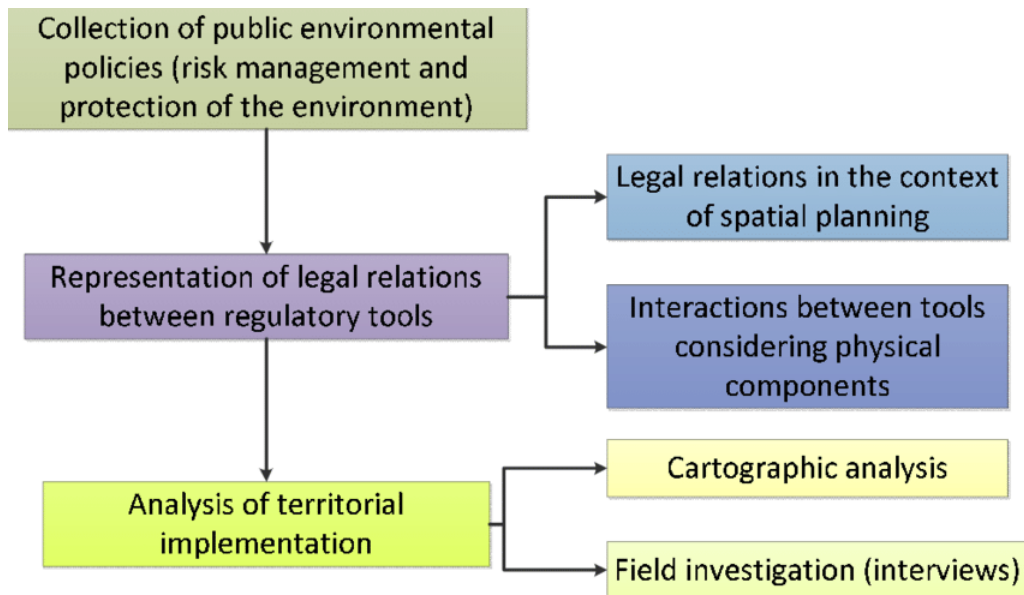 Collection of public environmental
policies (risk management and
protection of the environment)
Legal relations in the context
of spatial planning
Representation of legal relations
between regulatory tools
Interactions between tools
considering physical
components
Cartographic analysis
Analysis of territorial
implementation
Field investigation (interviews)